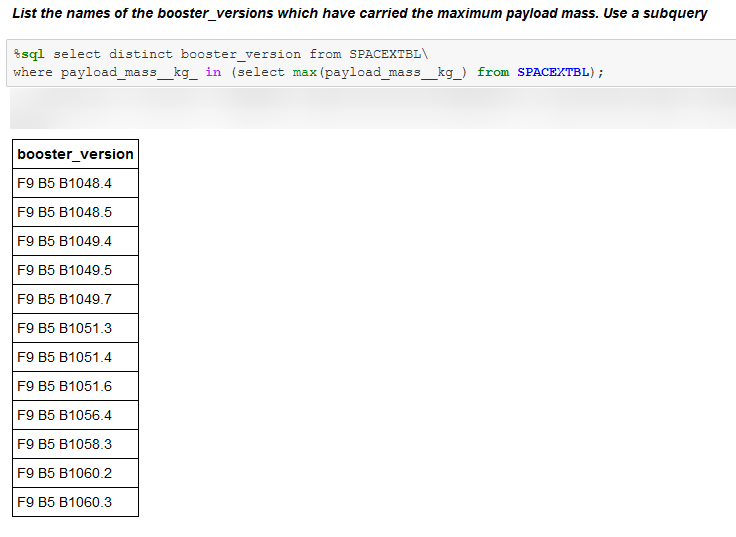 List the names of the booster_versions which have carried the maximum payload mass. Use a subquery
%sql select distinct booster_version from SPACEXTBL\
where payload_mass__kg_ in (select max(payload_mass__kg_) from SPACEXTBL);
booster_version
F9 B5 B1048.4
F9 B5 B1048.5
F9 B5 B1049.4
F9 B5 B1049.5
F9 B5 B1049.7
F9 B5 B1051.3
F9 B5 B1051.4
F9 B5 B1051.6
F9 B5 B1056.4
F9 B5 B1058.3
F9 B5 B1060.2
F9 B5 B1060.3